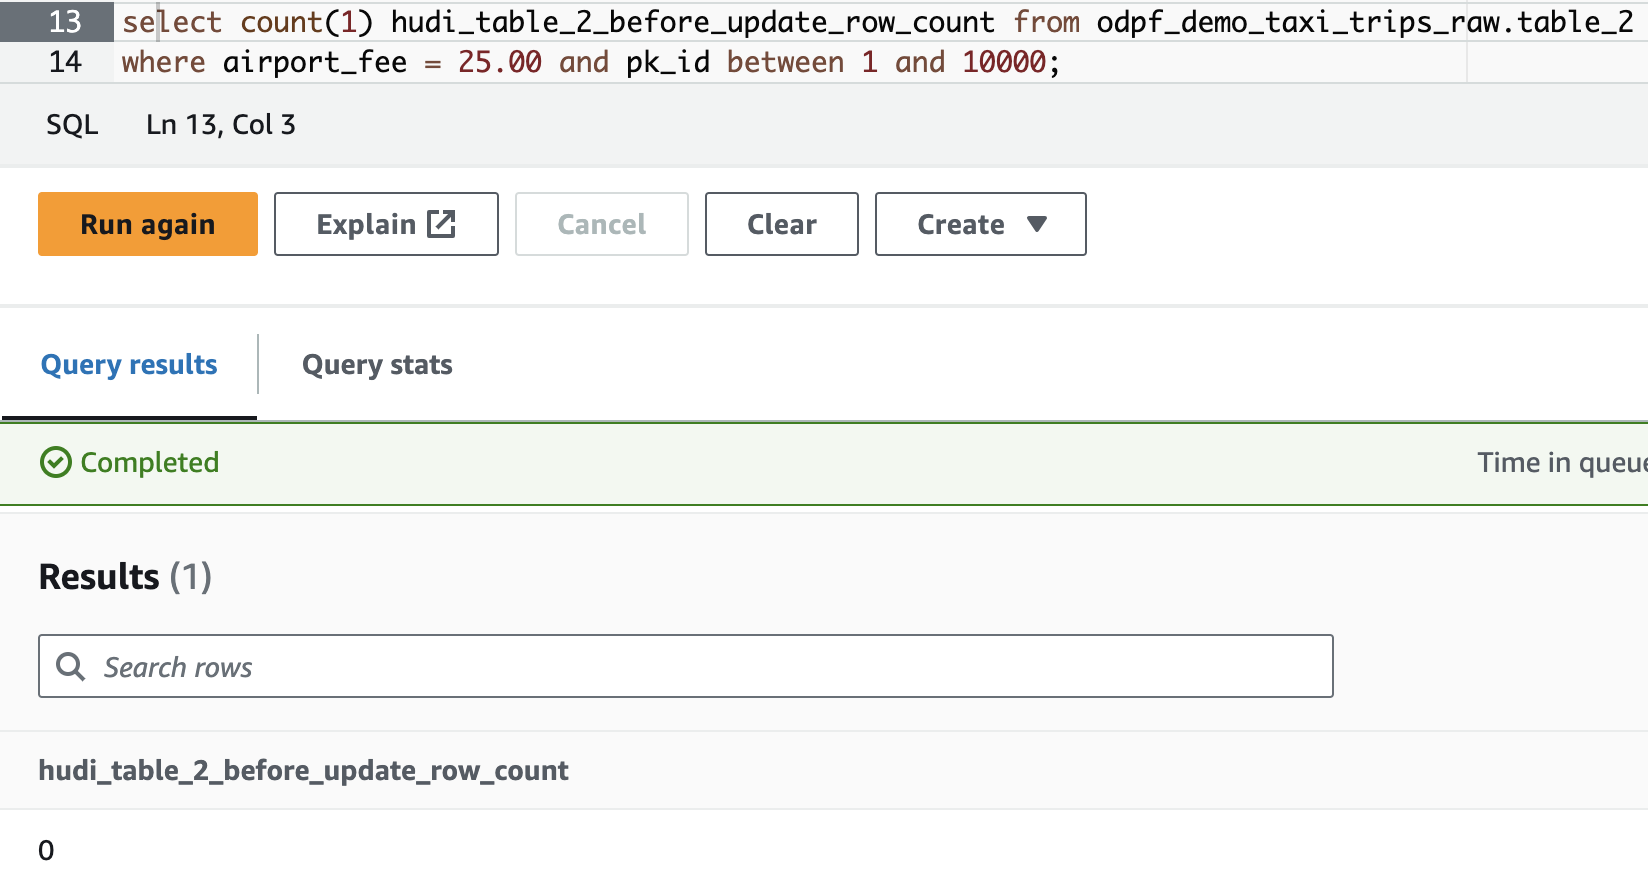 13 select count(1) hudi_table_2_before_update_row_count from odpf_demo_taxi_trips_raw.table_2
14 where airport_fee = 25.00 and pk_id between 1 and 10000;
SQL Ln 13, Col 3
Run again Explain Cancel Clear Create
Query results Query stats
Completed Time in queue
Results (1)
Search rows
hudi_table_2_before_update_row_count
0